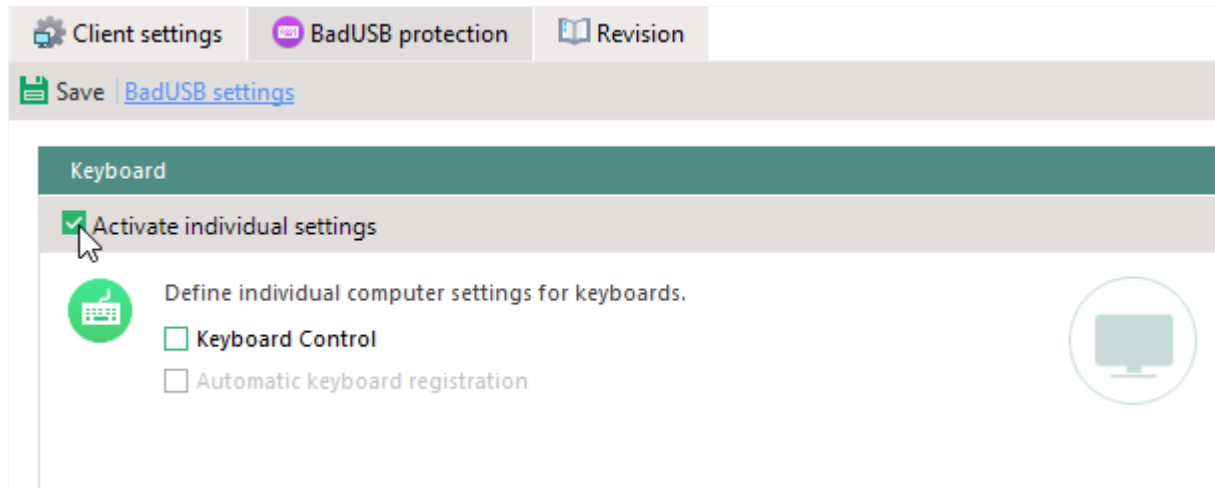 Client settings BadUSB protection Revision
Save BadUSB settings
Keyboard
Activate individual settings
Define individual computer settings for keyboards.
Keyboard Control
Automatic keyboard registration